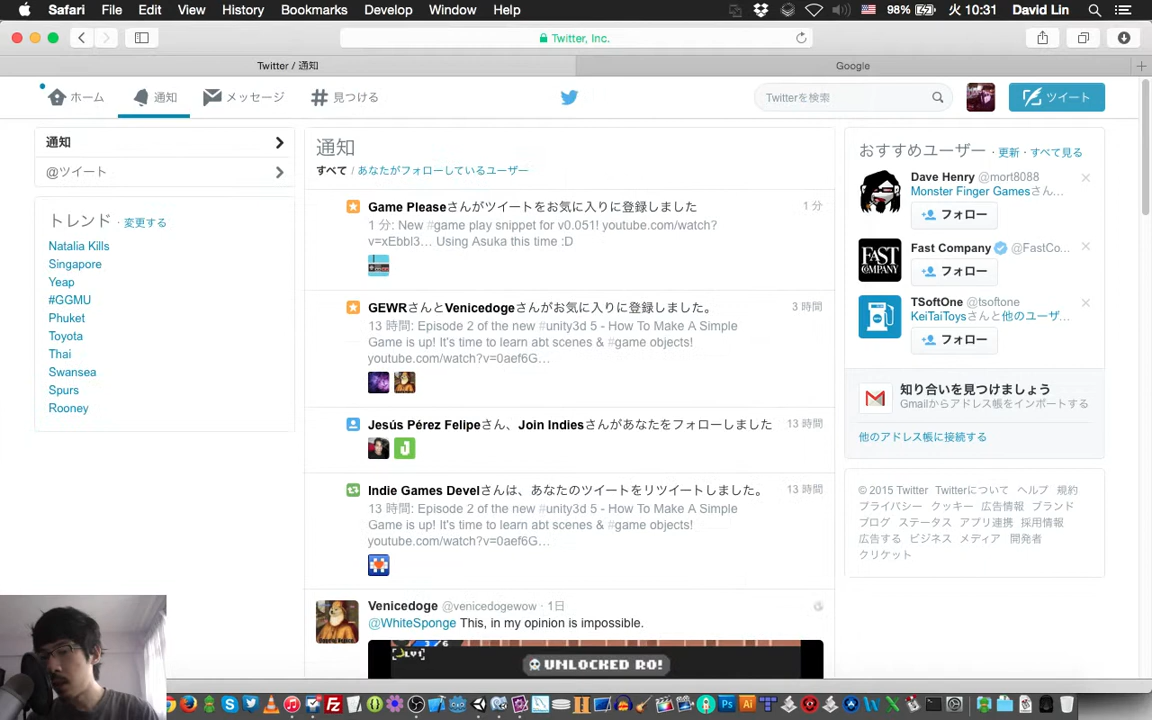 Safari File Edit View History Bookmarks Develop Window Help 98% 火 10:31 David Lin
Twitter, Inc.
Twitter / 通知
Google
ホーム 通知 メッセージ 見つける Twitterを検索 ツイート
通知
@ツイート
トレンド · 変更する
Natalia Kills
Singapore
Yeap
#GGMU
Phuket
Toyota
Thai
Swansea
Spurs
Rooney
通知
すべて / あなたがフォローしているユーザー
Game Pleaseさんがツイートをお気に入りに登録しました 1 分
1 分: New #game play snippet for v0.051! youtube.com/watch?
v=xEbbl3… Using Asuka this time :D
GEWRさんとVenicedogeさんがお気に入りに登録しました。 3 時間
13 時間: Episode 2 of the new #unity3d 5 - How To Make A Simple
Game is up! It's time to learn abt scenes & #game objects!
youtube.com/watch?v=0aef6G…
Jesús Pérez Felipeさん、Join Indiesさんがあなたをフォローしました 13 時間
J
Indie Games Develさんは、あなたのツイートをリツイートしました。 13 時間
13 時間: Episode 2 of the new #unity3d 5 - How To Make A Simple
Game is up! It's time to learn abt scenes & #game objects!
youtube.com/watch?v=0aef6G…
Venicedoge @venicedogewow · 1日
@WhiteSponge This, in my opinion is impossible.
UNLOCKED RO!
おすすめユーザー · 更新 · すべて見る
Dave Henry @mort8088
Monster Finger Gamesさん…
フォロー
FAST COMPANY
Fast Company @FastCo...
フォロー
TSoftOne @tsoftone
KeiTaiToysさんと他のユーザ...
フォロー
知り合いを見つけましょう
Gmailからアドレス帳をインポートする
他のアドレス帳に接続する
© 2015 Twitter Twitterについて ヘルプ 規約
プライバシー クッキー 広告情報 ブランド
ブログ ステータス アプリ連携 採用情報
広告する ビジネス メディア 開発者
クリケット